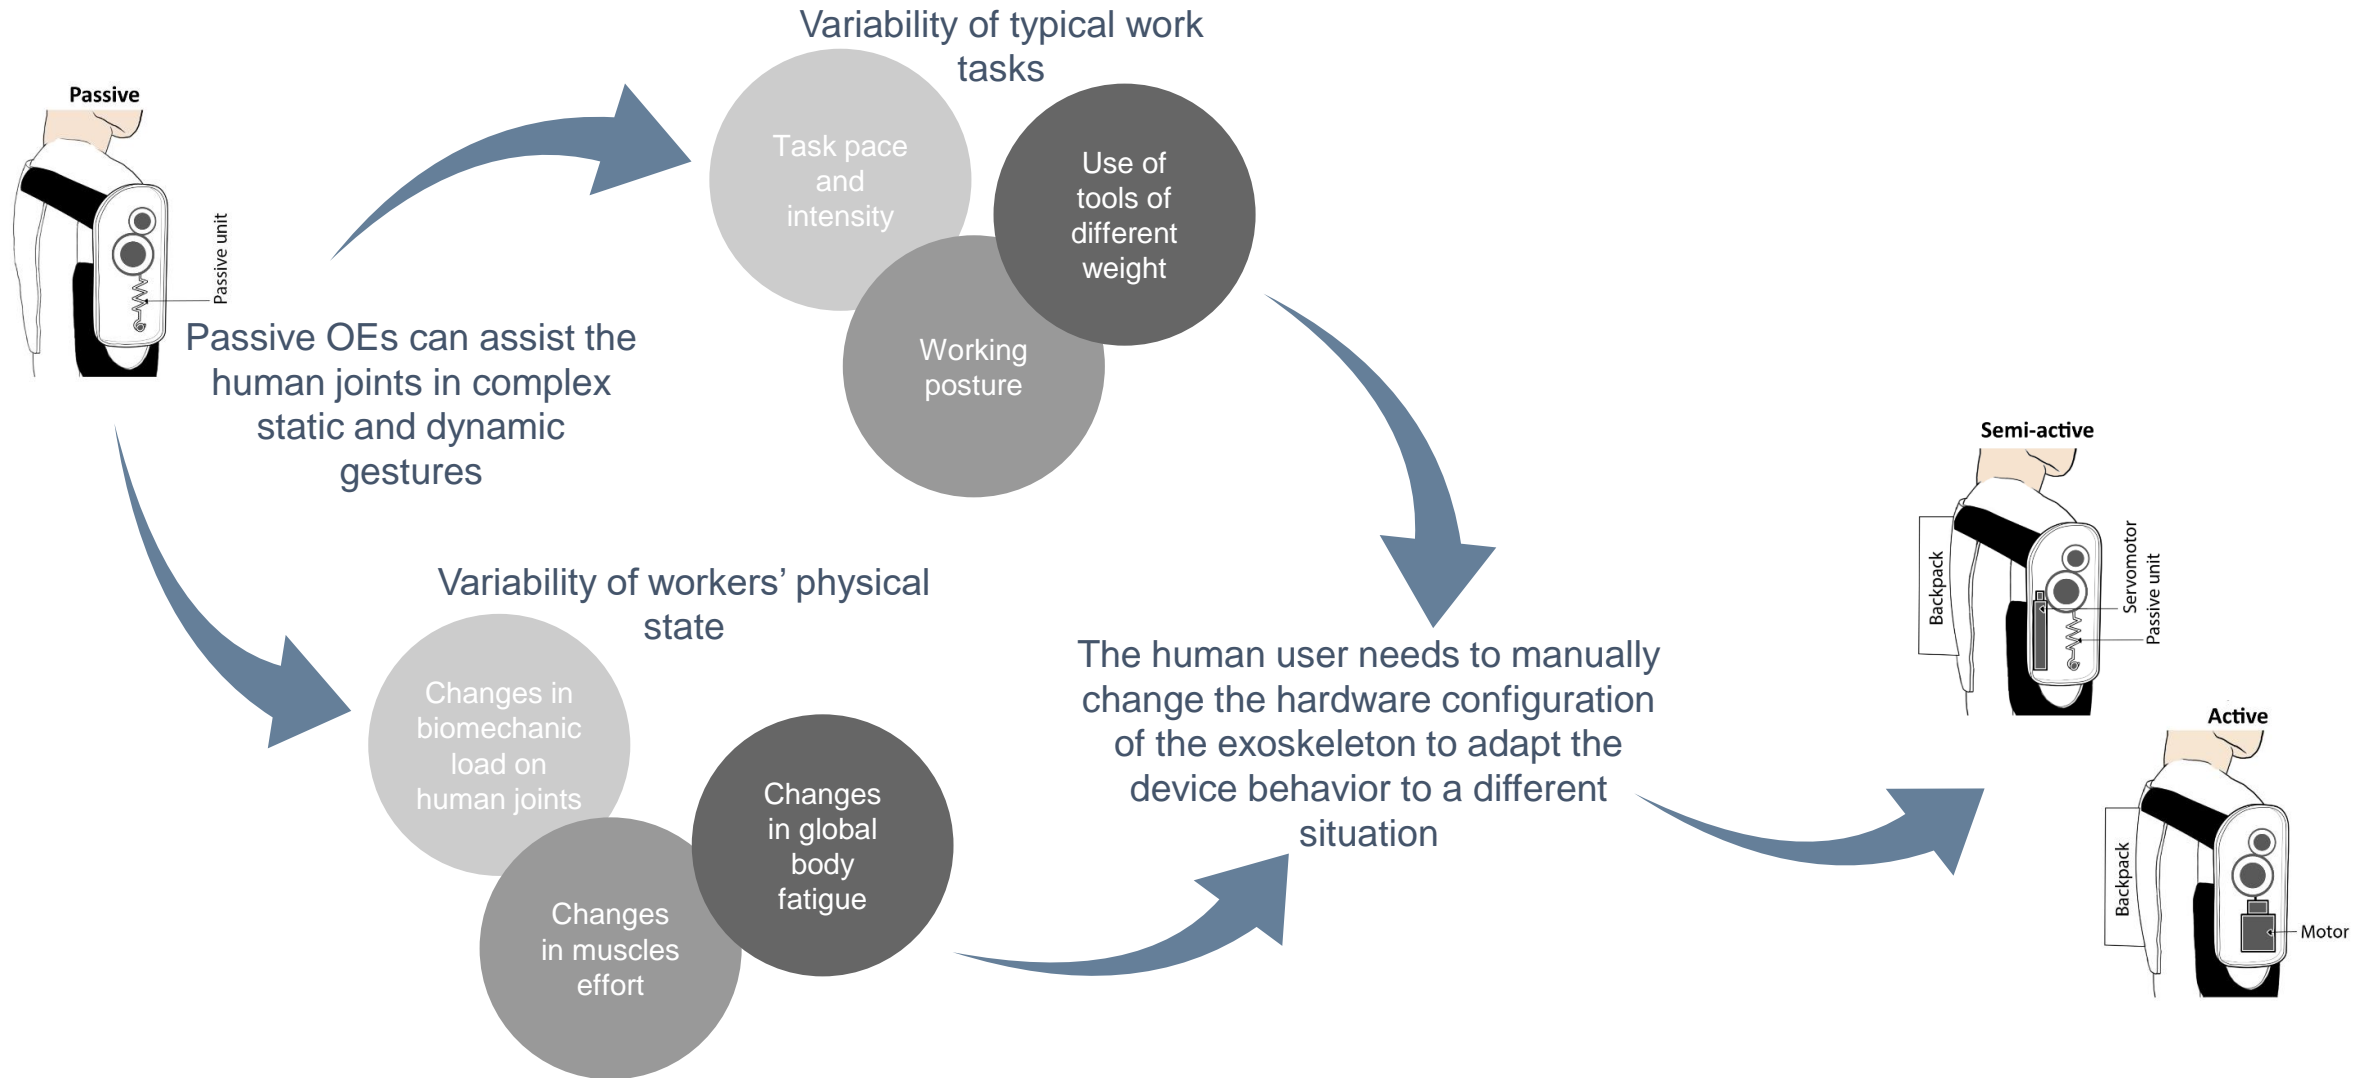 Variability of typical work
tasks
Passive
Task pace
and
intensity
Use of
tools of
different
weight
Working
posture
Passive unit
Passive OEs can assist the
human joints in complex
static and dynamic
gestures
Variability of workers’ physical
state
Changes in
biomechanic
load on
human joints
Changes
in global
body
fatigue
Changes
in muscles
effort
The human user needs to manually
change the hardware configuration
of the exoskeleton to adapt the
device behavior to a different
situation
Semi-active
Backpack
Servomotor
Passive unit
Active
Backpack
Motor